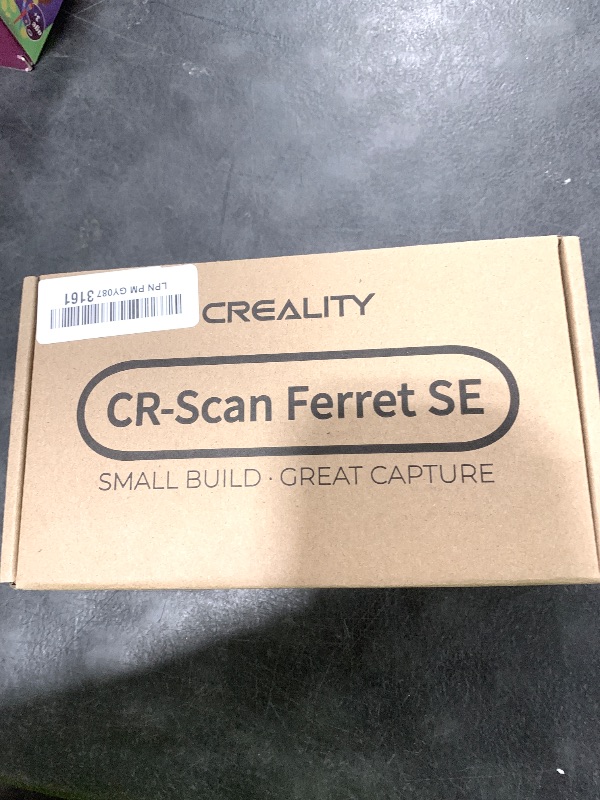 LPN PM GY087 3161
CREALITY
CR-Scan Ferret SE
SMALL BUILD · GREAT CAPTURE